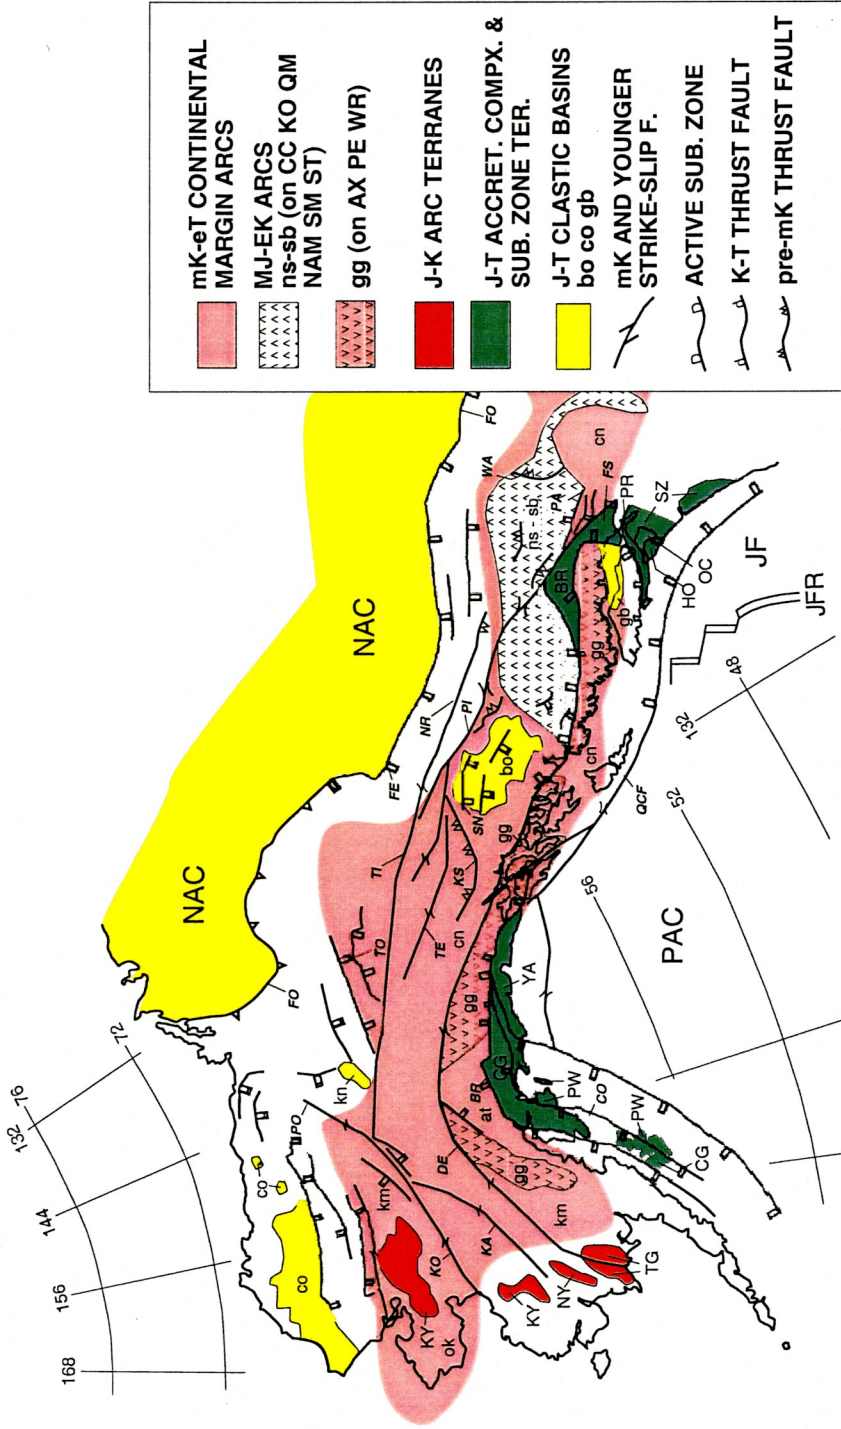 mK-eT CONTINENTAL
MARGIN ARCS
MJ-EK ARCS
ns-sb (on CC KO QM
NAM SM ST)
gg (on AX PE WR)
J-K ARC TERRANES
J-T ACCRET. COMPX. &
SUB. ZONE TER.
J-T CLASTIC BASINS
bo co gb
mK AND YOUNGER
STRIKE-SLIP F.
ACTIVE SUB. ZONE
K-T THRUST FAULT
pre-mK THRUST FAULT
168
156
144
132
76
72
co
co
kn
PO
FO
NAC
NAC
FE
NR
FO
KY
ok
km
KO
KA
TO
TI
TE
cn
KS
SN
bo
PI
W
WA
ns - sb
PA
cn
FS
KY
NY
TG
km
DE
gg
at
BR
gg
CG
YA
gg
cn
BR
gg
gb
PR
SZ
OC
HO
JF
JFR
PW
CO
PW
CG
PAC
QCF
56
52
132
48